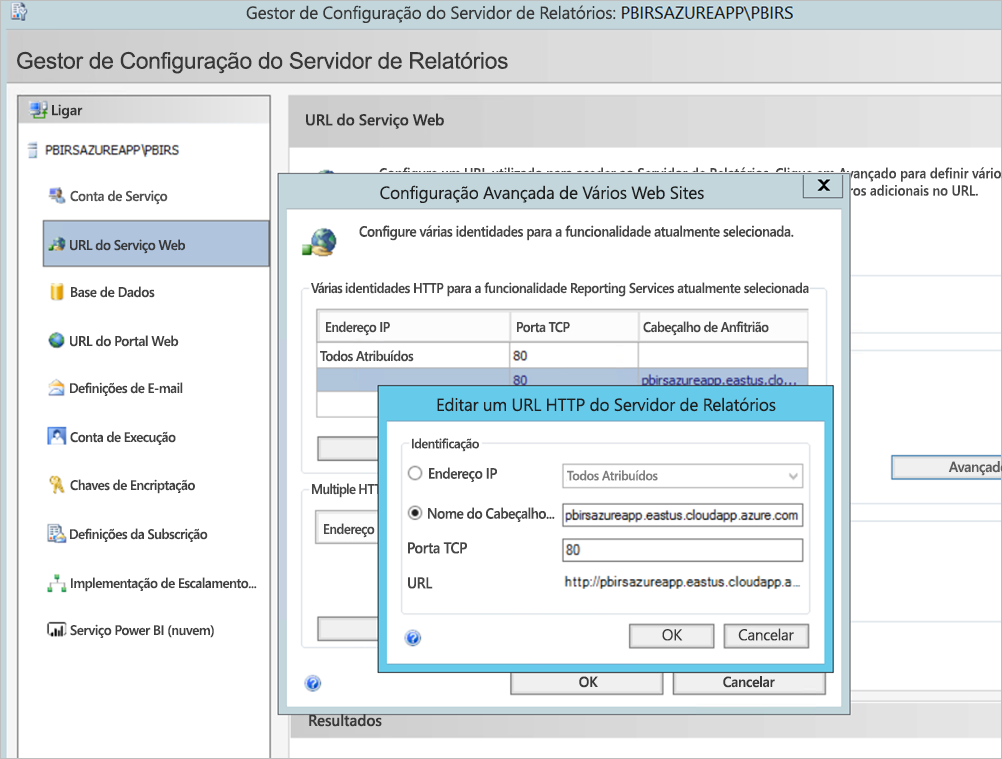 Gestor de Configuração do Servidor de Relatórios: PBIRSAZUREAPP\PBIRS
Gestor de Configuração do Servidor de Relatórios
Ligar
PBIRSAZUREAPP\PBIRS
Conta de Serviço
URL do Serviço Web
Base de Dados
URL do Portal Web
Definições de E-mail
Conta de Execução
Chaves de Encriptação
Definições da Subscrição
Implementação de Escalamento...
Serviço Power BI (nuvem)
URL do Serviço Web
Configure um URL utilizado para aceder ao Servidor de Relatórios. Clique em Avançado para definir vário
ros adicionais no URL.
Avançado
Resultados
Configuração Avançada de Vários Web Sites
X
Configure várias identidades para a funcionalidade atualmente selecionada.
Várias identidades HTTP para a funcionalidade Reporting Services atualmente selecionada
Endereço IP Porta TCP Cabeçalho de Anfitrião
Todos Atribuídos 80
80 pbirsazureapp.eastus.clo...
Multiple HTT
Endereço
OK Cancelar
Editar um URL HTTP do Servidor de Relatórios
Identificação
Endereço IP Todos Atribuídos
Nome do Cabeçalho... pbirsazureapp.eastus.cloudapp.azure.com
Porta TCP 80
URL http://pbirsazureapp.eastus.cloudapp.a...
OK Cancelar